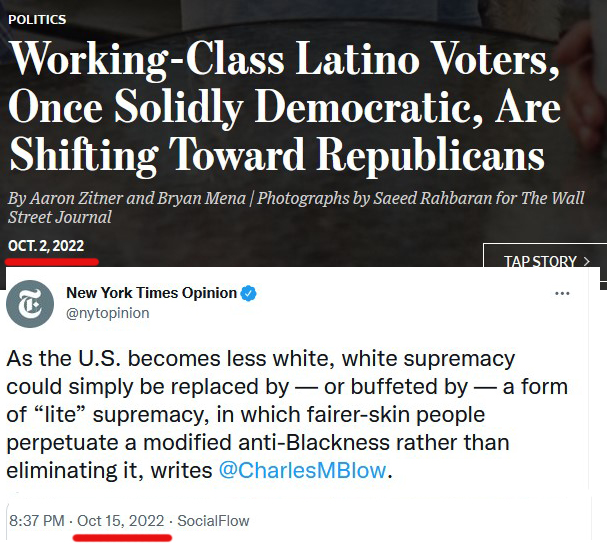 POLITICS
Working-Class Latino Voters,
Once Solidly Democratic, Are
Shifting Toward Republicans
By Aaron Zitner and Bryan Mena | Photographs by Saeed Rahbaran for The Wall
Street Journal
OCT. 2, 2022
TAP STORY >
New York Times Opinion
@nytopinion
As the U.S. becomes less white, white supremacy
could simply be replaced by — or buffeted by — a form
of “lite” supremacy, in which fairer-skin people
perpetuate a modified anti-Blackness rather than
eliminating it, writes @CharlesMBlow.
8:37 PM · Oct 15, 2022 · SocialFlow